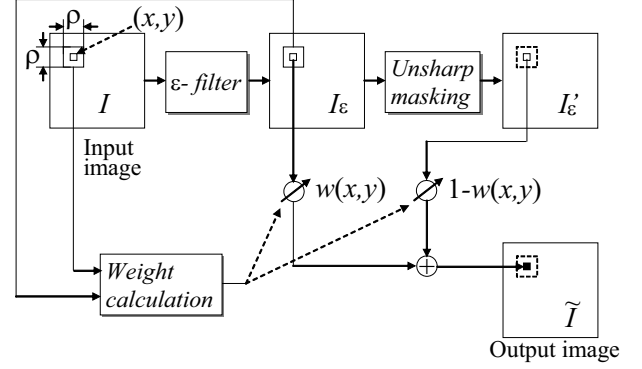 ρ (x,y)
ρ
I
ε- filter
Iε
Unsharp
masking
I'ε
Input
image
w(x,y)
1-w(x,y)
Weight
calculation
Ĩ
Output image